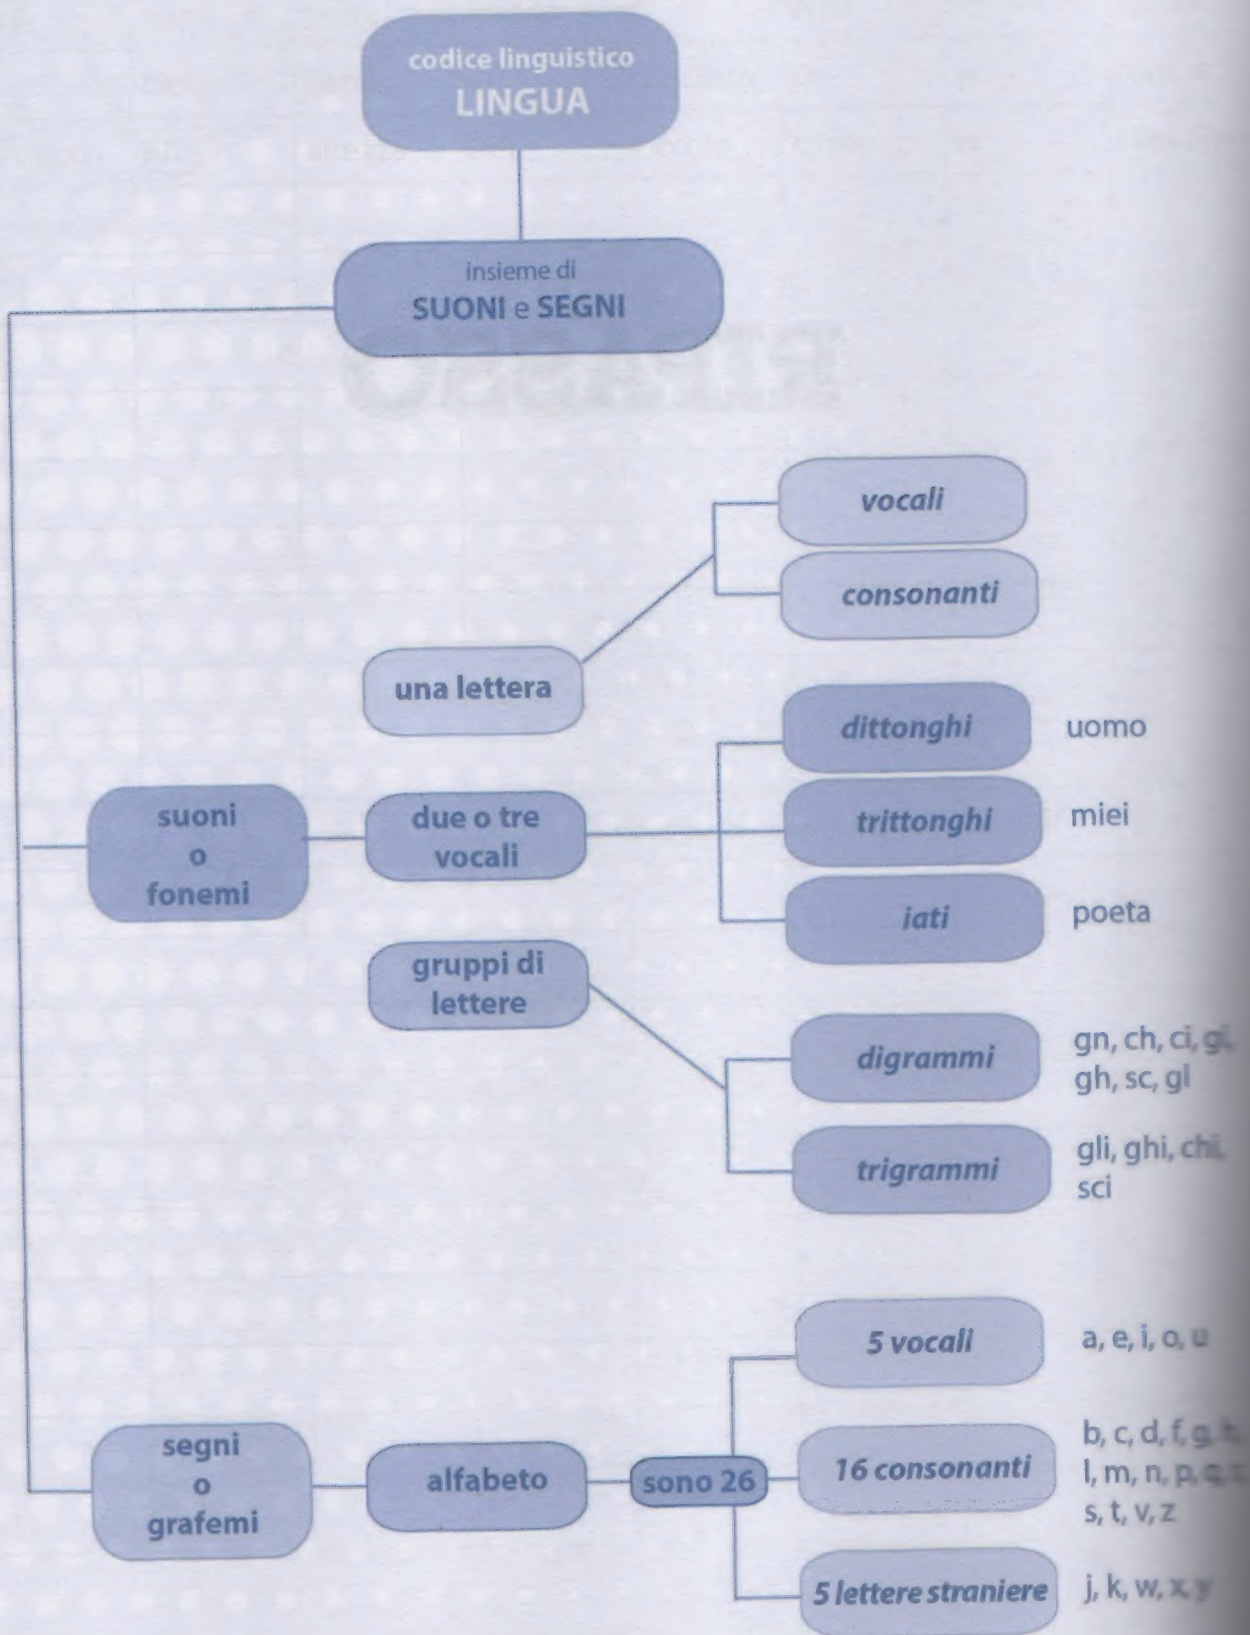 codice linguistico
LINGUA
insieme di
SUONI e SEGNI
vocali
consonanti
una lettera
dittonghi
uomo
suoni
o
fonemi
due o tre
vocali
trittonghi
miei
iati
poeta
gruppi di
lettere
digrammi
gn, ch, ci, gi,
gh, sc, gl
trigrammi
gli, ghi, chi,
sci
5 vocali
a, e, i, o, u
segni
o
grafemi
alfabeto
sono 26
16 consonanti
b, c, d, f, g, h,
l, m, n, p, q, r,
s, t, v, z
5 lettere straniere
j, k, w, x, y